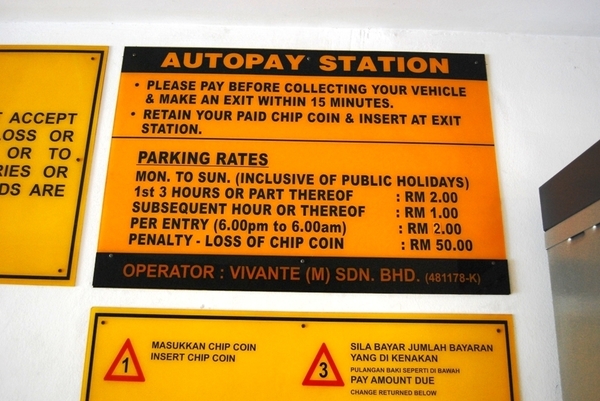 T ACCEPT
LOSS OR
OR TO
RIES OR
DS ARE
AUTOPAY STATION
• PLEASE PAY BEFORE COLLECTING YOUR VEHICLE
& MAKE AN EXIT WITHIN 15 MINUTES.
• RETAIN YOUR PAID CHIP COIN & INSERT AT EXIT
STATION.
PARKING RATES
MON. TO SUN. (INCLUSIVE OF PUBLIC HOLIDAYS)
1st 3 HOURS OR PART THEREOF : RM 2.00
SUBSEQUENT HOUR OR THEREOF : RM 1.00
PER ENTRY (6.00pm to 6.00am) : RM 2.00
PENALTY - LOSS OF CHIP COIN : RM 50.00
OPERATOR : VIVANTE (M) SDN. BHD. (481178-K)
1
MASUKKAN CHIP COIN
INSERT CHIP COIN
3
SILA BAYAR JUMLAH BAYARAN
YANG DI KENAKAN
PULANGAN BAKI SEPERTI DI BAWAH
PAY AMOUNT DUE
CHANGE RETURNED BELOW